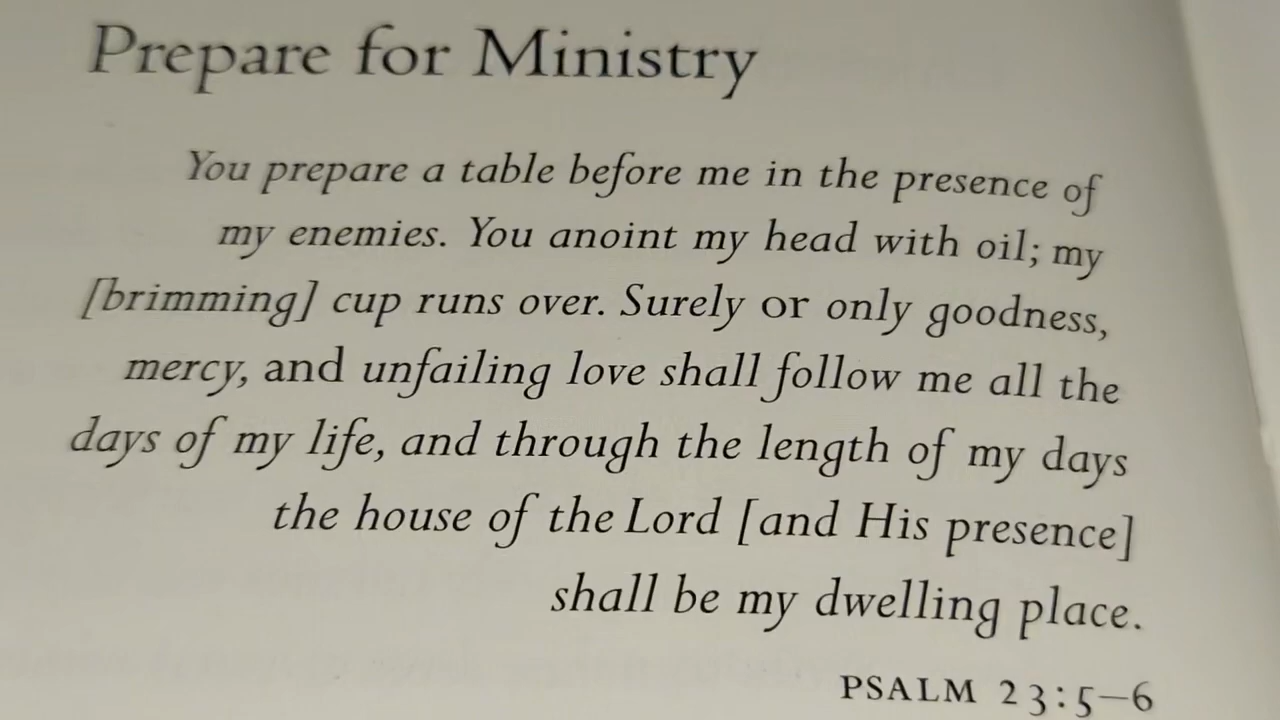 Prepare for Ministry
You prepare a table before me in the presence of
my enemies. You anoint my head with oil; my
[brimming] cup runs over. Surely or only goodness,
mercy, and unfailing love shall follow me all the
days of my life, and through the length of my days
the house of the Lord [and His presence]
shall be my dwelling place.
PSALM 23:5–6